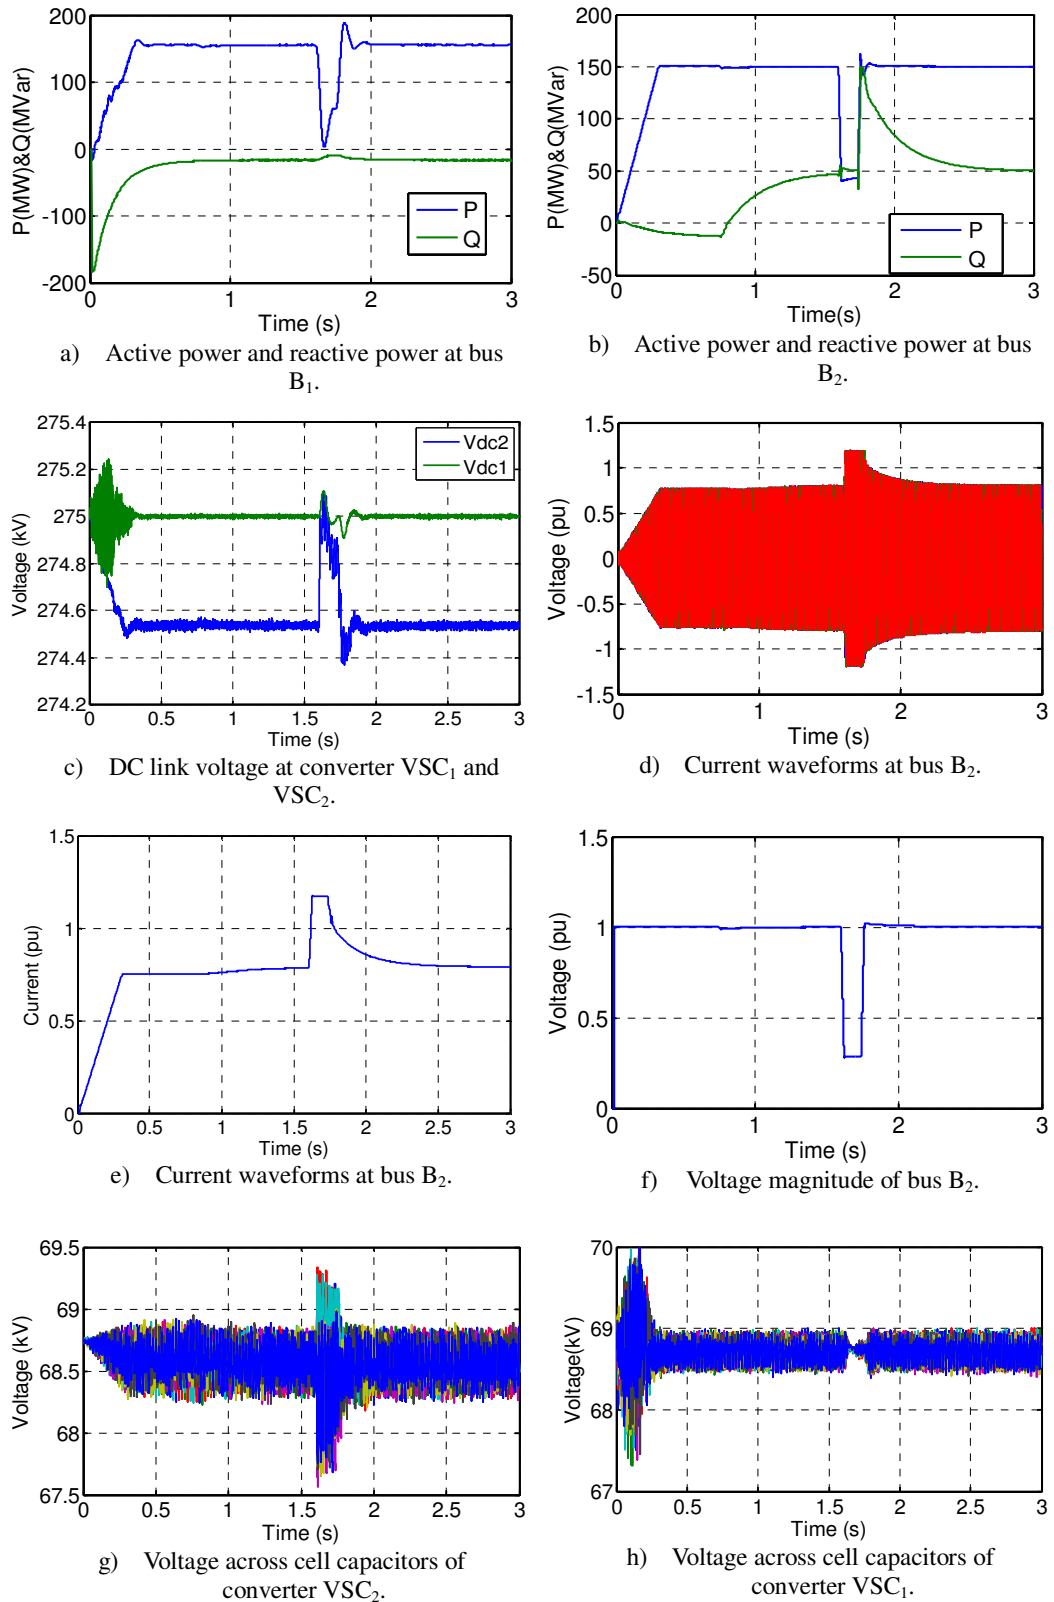 200
100
0
-100
-200
P(MW)&Q(MVar)
P
Q
0
1
2
3
Time (s)
a) Active power and reactive power at bus
B1.
200
150
100
50
0
-50
P(MW)&Q(MVar)
P
Q
0
1
2
3
Time(s)
b) Active power and reactive power at bus
B2.
275.4
275.2
275
274.8
274.6
274.4
274.2
Voltage (kV)
Vdc2
Vdc1
0
0.5
1
1.5
2
2.5
3
Time (s)
c) DC link voltage at converter VSC1 and
VSC2.
1.5
1
0.5
0
-0.5
-1
-1.5
Voltage (pu)
0
1
2
3
Time (s)
d) Current waveforms at bus B2.
1.5
1
0.5
0
Current (pu)
0
0.5
1
1.5
2
2.5
3
Time (s)
e) Current waveforms at bus B2.
1.5
1
0.5
0
Voltage (pu)
0
1
2
3
Time (s)
f) Voltage magnitude of bus B2.
69.5
69
68.5
68
67.5
Voltage (kV)
0
0.5
1
1.5
2
2.5
3
Time (s)
g) Voltage across cell capacitors of
converter VSC2.
70
69
68
67
Voltage(kV)
0
0.5
1
1.5
2
2.5
3
Time (s)
h) Voltage across cell capacitors of
converter VSC1.